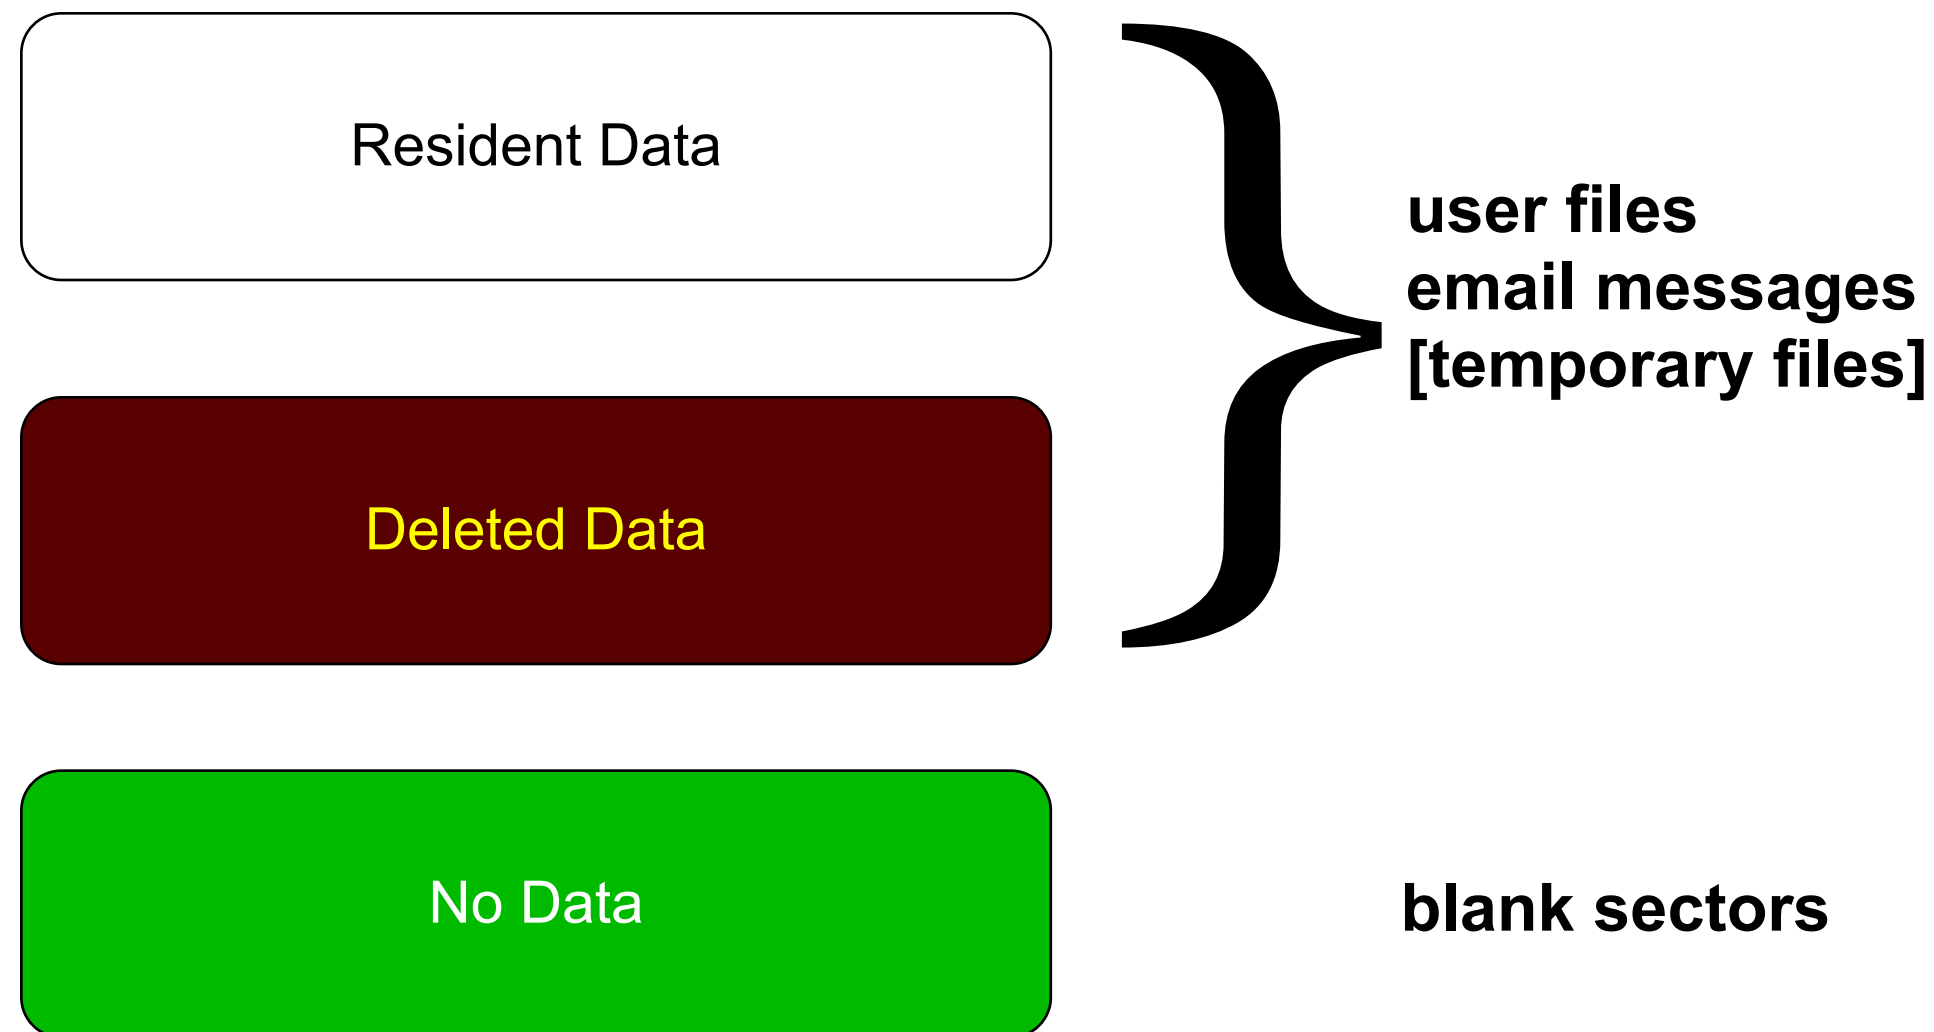 Resident Data
user files
email messages
[temporary files]
Deleted Data
No Data
blank sectors